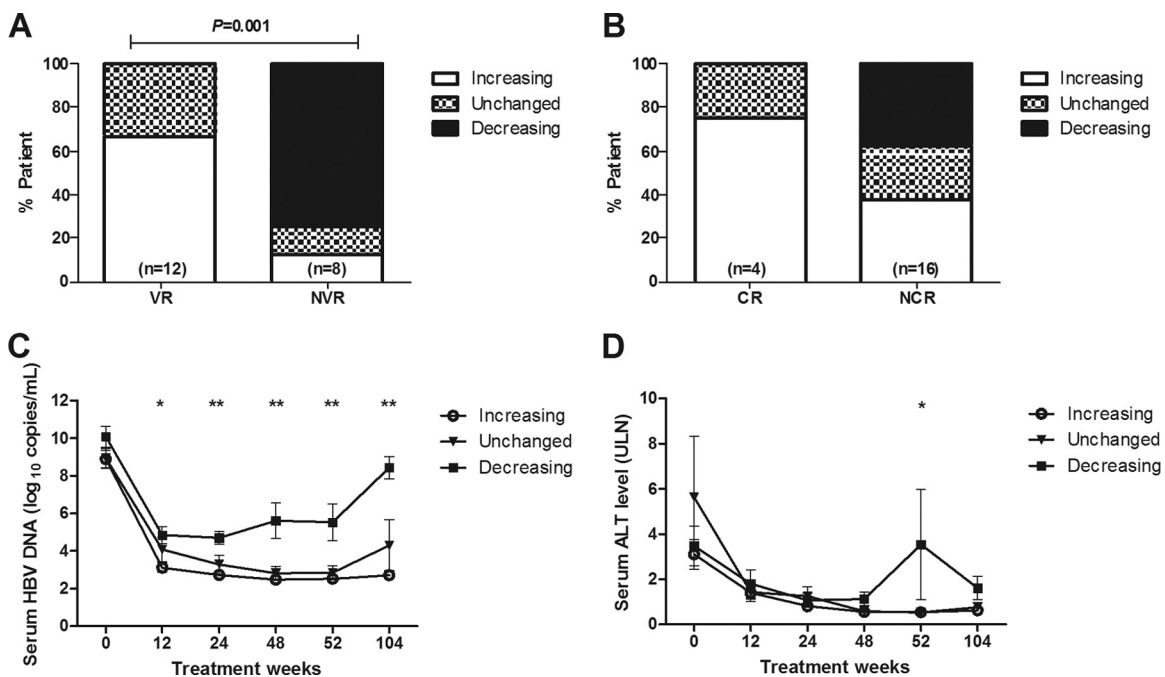 A
P=0.001
% Patient
100
80
60
40
20
0
(n=12)
(n=8)
VR
NVR
Increasing
Unchanged
Decreasing
B
% Patient
100
80
60
40
20
0
(n=4)
(n=16)
CR
NCR
Increasing
Unchanged
Decreasing
C
Serum HBV DNA (log 10 copies/mL)
12
10
8
6
4
2
0
* ** ** ** **
0 12 24 48 52 104
Treatment weeks
Increasing
Unchanged
Decreasing
D
Serum ALT level (ULN)
10
8
6
4
2
0
*
0 12 24 48 52 104
Treatment weeks
Increasing
Unchanged
Decreasing